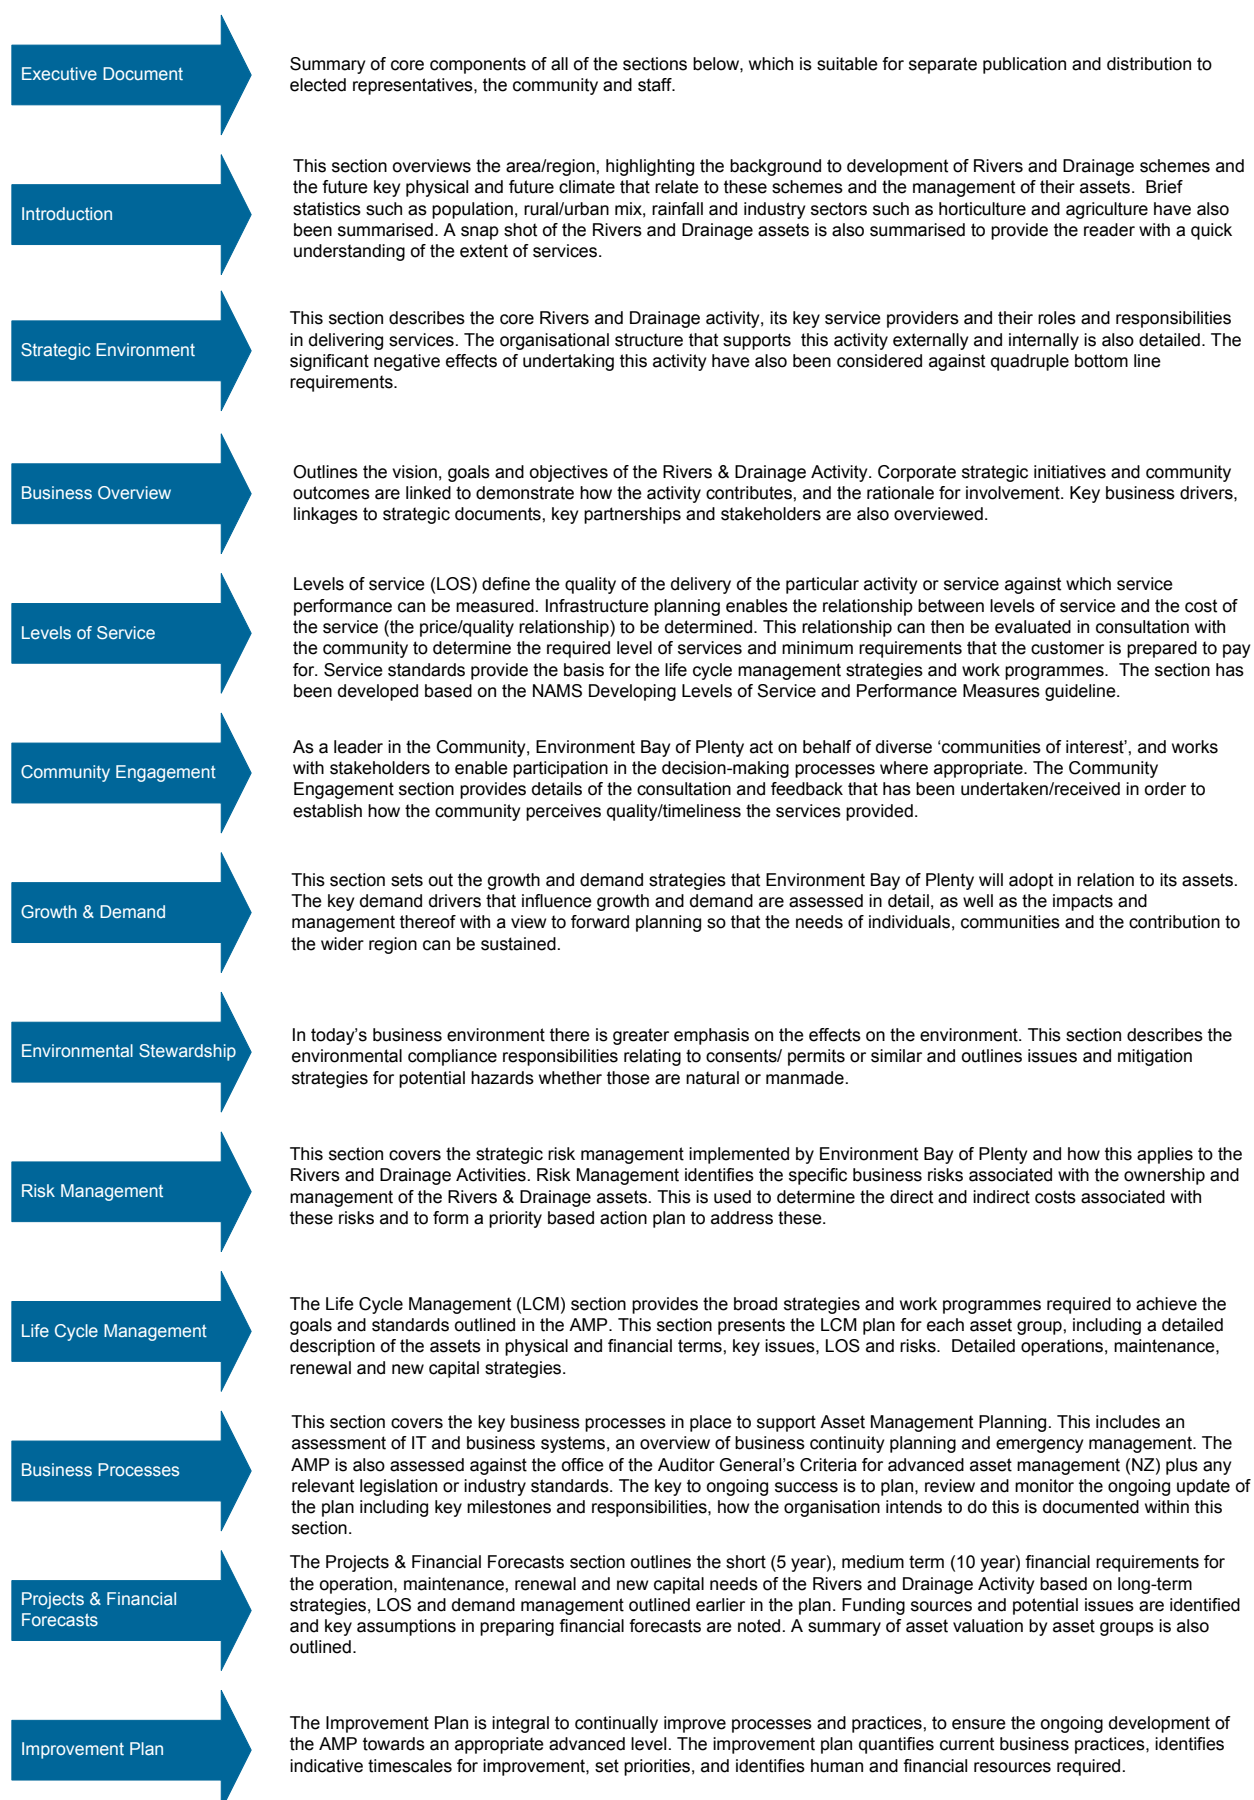 Executive Document
Summary of core components of all of the sections below, which is suitable for separate publication and distribution to
elected representatives, the community and staff.
Introduction
This section overviews the area/region, highlighting the background to development of Rivers and Drainage schemes and
the future key physical and future climate that relate to these schemes and the management of their assets.  Brief
statistics such as population, rural/urban mix, rainfall and industry sectors such as horticulture and agriculture have also
been summarised. A snap shot of the Rivers and Drainage assets is also summarised to provide the reader with a quick
understanding of the extent of services.
Strategic Environment
This section describes the core Rivers and Drainage activity, its key service providers and their roles and responsibilities
in delivering services. The organisational structure that supports  this activity externally and internally is also detailed. The
significant negative effects of undertaking this activity have also been considered against quadruple bottom line
requirements.
Business Overview
Outlines the vision, goals and objectives of the Rivers & Drainage Activity. Corporate strategic initiatives and community
outcomes are linked to demonstrate how the activity contributes, and the rationale for involvement. Key business drivers,
linkages to strategic documents, key partnerships and stakeholders are also overviewed.
Levels of Service
Levels of service (LOS) define the quality of the delivery of the particular activity or service against which service
performance can be measured. Infrastructure planning enables the relationship between levels of service and the cost of
the service (the price/quality relationship) to be determined. This relationship can then be evaluated in consultation with
the community to determine the required level of services and minimum requirements that the customer is prepared to pay
for. Service standards provide the basis for the life cycle management strategies and work programmes.  The section has
been developed based on the NAMS Developing Levels of Service and Performance Measures guideline.
Community Engagement
As a leader in the Community, Environment Bay of Plenty act on behalf of diverse ‘communities of interest’, and works
with stakeholders to enable participation in the decision-making processes where appropriate. The Community
Engagement section provides details of the consultation and feedback that has been undertaken/received in order to
establish how the community perceives quality/timeliness the services provided.
Growth & Demand
This section sets out the growth and demand strategies that Environment Bay of Plenty will adopt in relation to its assets.
The key demand drivers that influence growth and demand are assessed in detail, as well as the impacts and
management thereof with a view to forward planning so that the needs of individuals, communities and the contribution to
the wider region can be sustained.
Environmental Stewardship
In today’s business environment there is greater emphasis on the effects on the environment. This section describes the
environmental compliance responsibilities relating to consents/ permits or similar and outlines issues and mitigation
strategies for potential hazards whether those are natural or manmade.
Risk Management
This section covers the strategic risk management implemented by Environment Bay of Plenty and how this applies to the
Rivers and Drainage Activities. Risk Management identifies the specific business risks associated with the ownership and
management of the Rivers & Drainage assets. This is used to determine the direct and indirect costs associated with
these risks and to form a priority based action plan to address these.
Life Cycle Management
The Life Cycle Management (LCM) section provides the broad strategies and work programmes required to achieve the
goals and standards outlined in the AMP. This section presents the LCM plan for each asset group, including a detailed
description of the assets in physical and financial terms, key issues, LOS and risks.  Detailed operations, maintenance,
renewal and new capital strategies.
Business Processes
This section covers the key business processes in place to support Asset Management Planning. This includes an
assessment of IT and business systems, an overview of business continuity planning and emergency management. The
AMP is also assessed against the office of the Auditor General’s Criteria for advanced asset management (NZ) plus any
relevant legislation or industry standards. The key to ongoing success is to plan, review and monitor the ongoing update of
the plan including key milestones and responsibilities, how the organisation intends to do this is documented within this
section.
Projects & Financial
Forecasts
The Projects & Financial Forecasts section outlines the short (5 year), medium term (10 year) financial requirements for
the operation, maintenance, renewal and new capital needs of the Rivers and Drainage Activity based on long-term
strategies, LOS and demand management outlined earlier in the plan. Funding sources and potential issues are identified
and key assumptions in preparing financial forecasts are noted. A summary of asset valuation by asset groups is also
outlined.
Improvement Plan
The Improvement Plan is integral to continually improve processes and practices, to ensure the ongoing development of
the AMP towards an appropriate advanced level. The improvement plan quantifies current business practices, identifies
indicative timescales for improvement, set priorities, and identifies human and financial resources required.